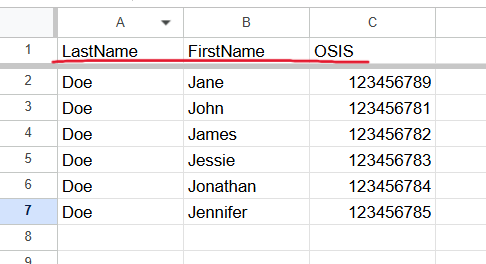 A B C
1 LastName FirstName OSIS
2 Doe Jane 123456789
3 Doe John 123456781
4 Doe James 123456782
5 Doe Jessie 123456783
6 Doe Jonathan 123456784
7 Doe Jennifer 123456785
8
9